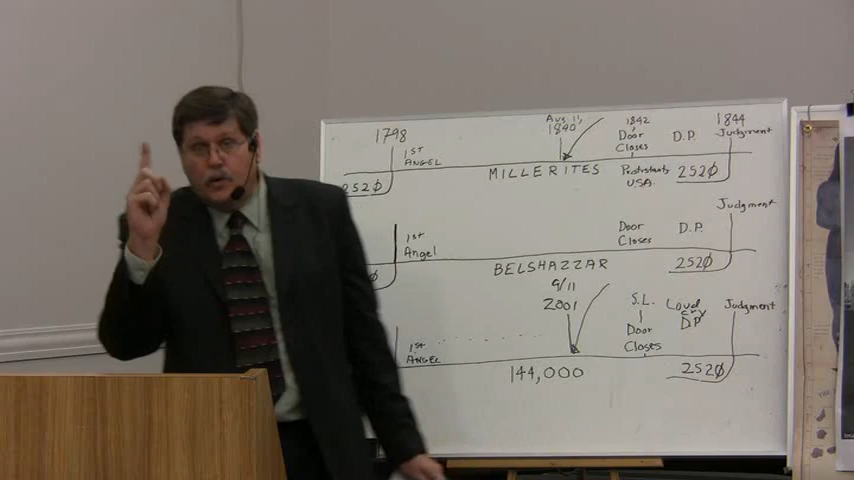 1798
Aug 11,
1840
1842
Door
Closes
D.P.
1844
Judgment
1ST
ANGEL
2520
MILLERITES
Protestants
USA.
2520
Judgment
1st
Angel
Door
Closes
D.P.
BELSHAZZAR
2520
9/11
2001
S.L.
Door
Closes
Loud
Cry
DP
Judgment
1st
ANGEL
144,000
2520